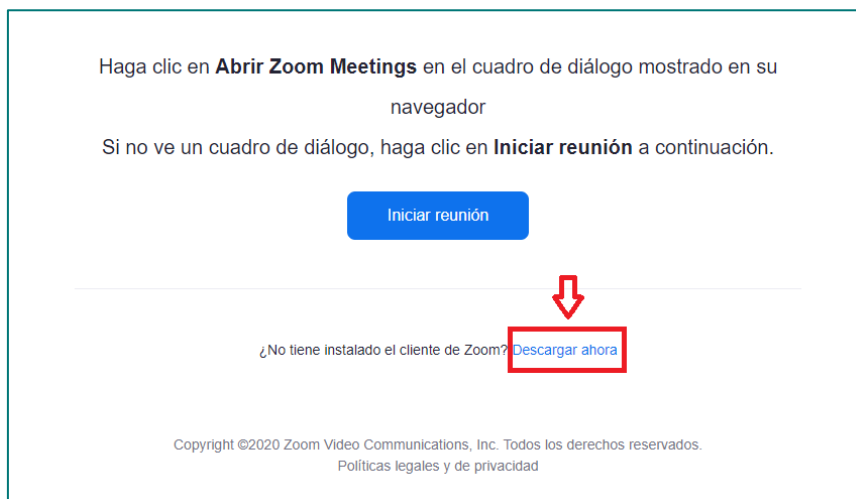 Haga clic en Abrir Zoom Meetings en el cuadro de diálogo mostrado en su
navegador
Si no ve un cuadro de diálogo, haga clic en Iniciar reunión a continuación.
Iniciar reunión
¿No tiene instalado el cliente de Zoom? Descargar ahora
Copyright ©2020 Zoom Video Communications, Inc. Todos los derechos reservados.
Políticas legales y de privacidad